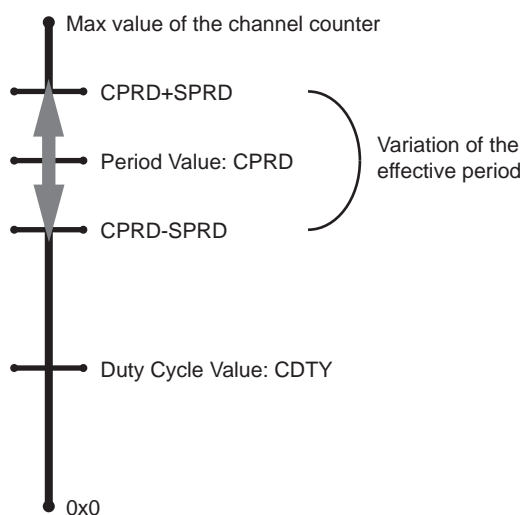 Max value of the channel counter
CPRD+SPRD
Period Value: CPRD
Variation of the
effective period
CPRD-SPRD
Duty Cycle Value: CDTY
0x0